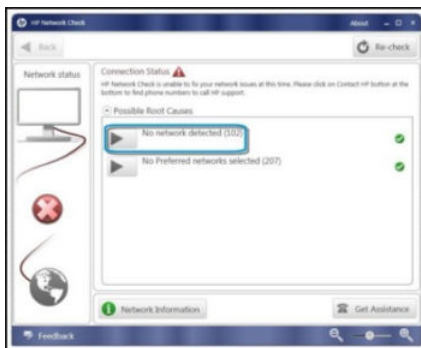 HP Network Check
About
Back
Re-check
Network status
Connection Status
HP Network Check is unable to fix your network issues at this time. Please click on Contact HP button at the
bottom to find phone numbers to call HP support.
Possible Root Causes
No network detected (102)
No Preferred networks selected (207)
Network Information
Get Assistance
Feedback